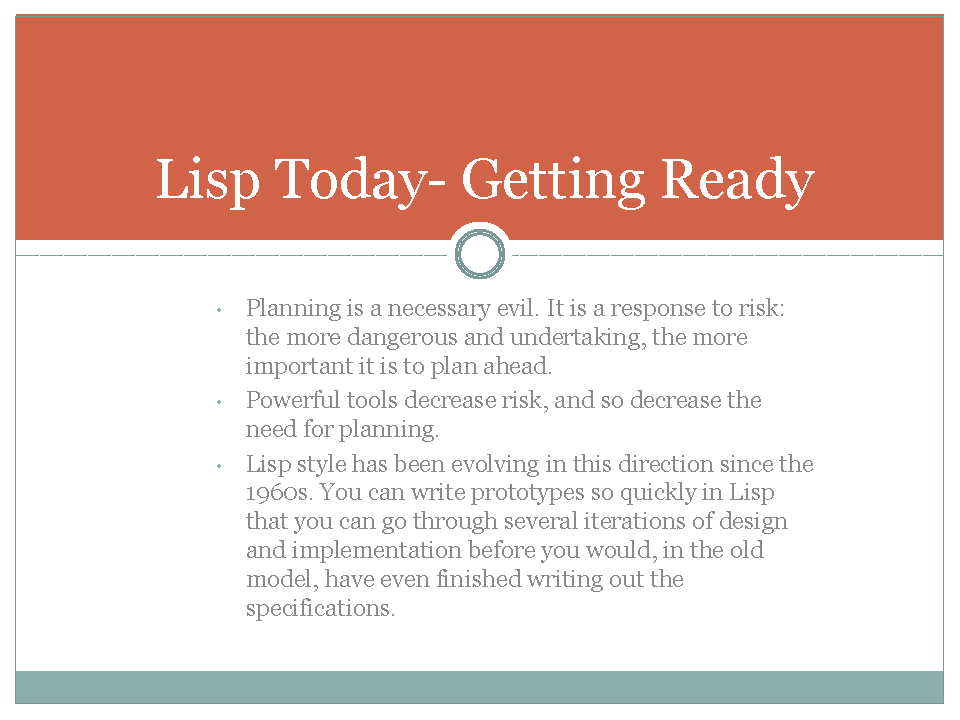 Lisp Today- Getting Ready
• Planning is a necessary evil. It is a response to risk:
the more dangerous and undertaking, the more
important it is to plan ahead.
• Powerful tools decrease risk, and so decrease the
need for planning.
• Lisp style has been evolving in this direction since the
1960s. You can write prototypes so quickly in Lisp
that you can go through several iterations of design
and implementation before you would, in the old
model, have even finished writing out the
specifications.